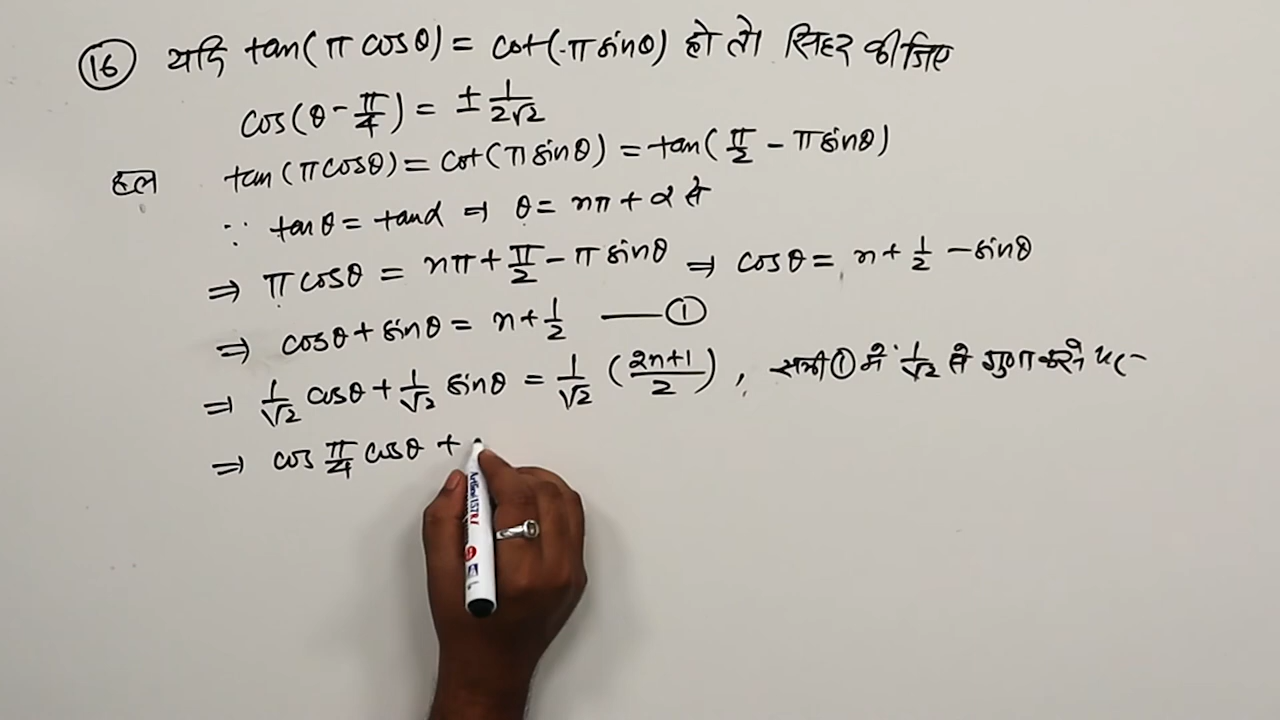 (16) यदि tan(π cosθ) = cot(π sinθ) हो तो सिद्ध कीजिए
cos(θ - π/4) = ± 1/2√2
हल tan(π cosθ) = cot(π sinθ) = tan(π/2 - π sinθ)
∵ tanθ = tanα ⇒ θ = nπ + α से
⇒ π cosθ = nπ + π/2 - π sinθ ⇒ cosθ = n + 1/2 - sinθ
⇒ cosθ + sinθ = n + 1/2 —— (1)
⇒ 1/√2 cosθ + 1/√2 sinθ = 1/√2 (2n+1/2), समी (1) में 1/√2 से गुणा करने पर
⇒ cos π/4 cosθ +
Artline 157R